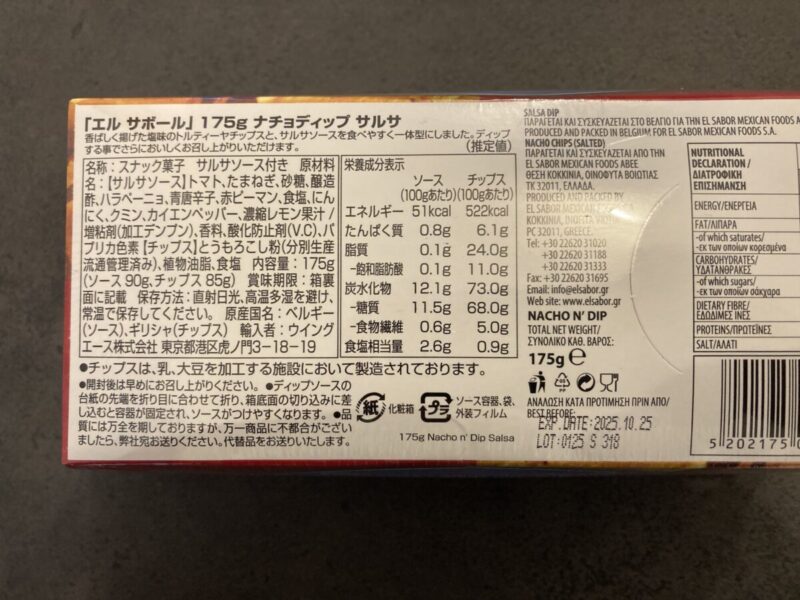 「エル サボール」175g ナチョディップ サルサ
香ばしく揚げた塩味のトルティーヤチップスと、サルサソースを食べやすく一体型にしました。ディップ
する事でさらにおいしくお召し上がりいただけます。
(推定値)
名称:スナック菓子 サルサソース付き 原材料
名:【サルサソース】トマト、たまねぎ、砂糖、醸造
酢、ハラペーニョ、青唐辛子、赤ピーマン、食塩、にん
にく、クミン、カイエンペッパー、濃縮レモン果汁/
増粘剤(加工デンプン)、香料、酸化防止剤(V.C)、パ
プリカ色素【チップス】とうもろこし粉(分別生産
流通管理済み)、植物油脂、食塩 内容量:175g
(ソース 90g、チップス 85g) 賞味期限:箱裏
面に記載 保存方法:直射日光、高温多湿を避け、
常温で保存してください。 原産国名:ベルギー
(ソース)、ギリシャ(チップス) 輸入者:ウイング
エース株式会社 東京都港区虎ノ門3-18-19
栄養成分表示
ソース チップス
(100gあたり) (100gあたり)
エネルギー 51kcal 522kcal
たんぱく質 0.8g 6.1g
脂質 0.1g 24.0g
-飽和脂肪酸 0.1g 11.0g
炭水化物 12.1g 73.0g
-糖質 11.5g 68.0g
-食物繊維 0.6g 5.0g
食塩相当量 2.6g 0.9g
●チップスは、乳、大豆を加工する施設において製造されております。
●開封後は早めにお召し上がりください。 ●ディップソースの
台紙の先端を折り目に合わせて折り、箱底面の切り込みに差
し込むと容器が固定され、ソースがつけやすくなります。 ●品
質には万全を期しておりますが、万一商品に不都合がござい
ましたら、弊社宛お送りください。代替品をお送りいたします。
紙 化粧箱
プラ ソース容器、袋、
外装フィルム
175g Nacho n' Dip Salsa
SALSA DIP
ΠΑΡΑΓΕΤΑΙ ΚΑΙ ΣΥΣΚΕΥΑΖΕΤΑΙ ΣΤΟ ΒΕΛΓΙΟ ΓΙΑ ΤΗΝ EL SABOR MEXICAN FOODS A
PRODUCED AND PACKED IN BELGIUM FOR EL SABOR MEXICAN FOODS S.A.
NACHO CHIPS (SALTED)
ΠΑΡΑΓΕΤΑΙ ΚΑΙ ΣΥΣΚΕΥΑΖΕΤΑΙ ΑΠΟ ΤΗΝ
EL SABOR MEXICAN FOODS ABEE
ΘΕΣΗ ΚΟΚΚΙΝΙΑ, ΟΙΝΟΦΥΤΑ ΒΟΙΩΤΙΑΣ
ΤΚ 32011, ΕΛΛΑΔΑ.
PRODUCED AND PACKED BY
EL SABOR MEXICAN FOODS S.A.
KOKKINIA,
PC 32011, GREECE.
Tel: +30 22620 31020
+30 22620 31188
+30 22620 31333
Fax: +30 22620 31695
Email: info@elsabor.gr
Web site: www.elsabor.gr
NACHO N' DIP
TOTAL NET WEIGHT/
ΣΥΝΟΛΙΚΟ ΚΑΘ. ΒΑΡΟΣ:
175g ℮
ΑΝΑΛΩΣΗ ΚΑΤΑ ΠΡΟΤΙΜΗΣΗ ΠΡΙΝ ΑΠΟ/
BEST BEFORE:
EXP.DATE:2025.10.25
LOT:0125 S 318
NUTRITIONAL
DECLARATION /
ΔΙΑΤΡΟΦΙΚΗ
ΕΠΙΣΗΜΑΝΣΗ
ENERGY/ΕΝΕΡΓΕΙΑ
FAT/ΛΙΠΑΡΑ
-of which saturates/
-εκ των οποίων κορεσμένα
CARBOHYDRATES/
ΥΔΑΤΑΝΘΡΑΚΕΣ
-of which sugars/
-εκ των οποίων σάκχαρα
DIETARY FIBRE/
ΕΔΩΔΙΜΕΣ ΙΝΕΣ
PROTEINS/ΠΡΩΤΕΪΝΕΣ
SALT/ΑΛΑΤΙ
5 202175